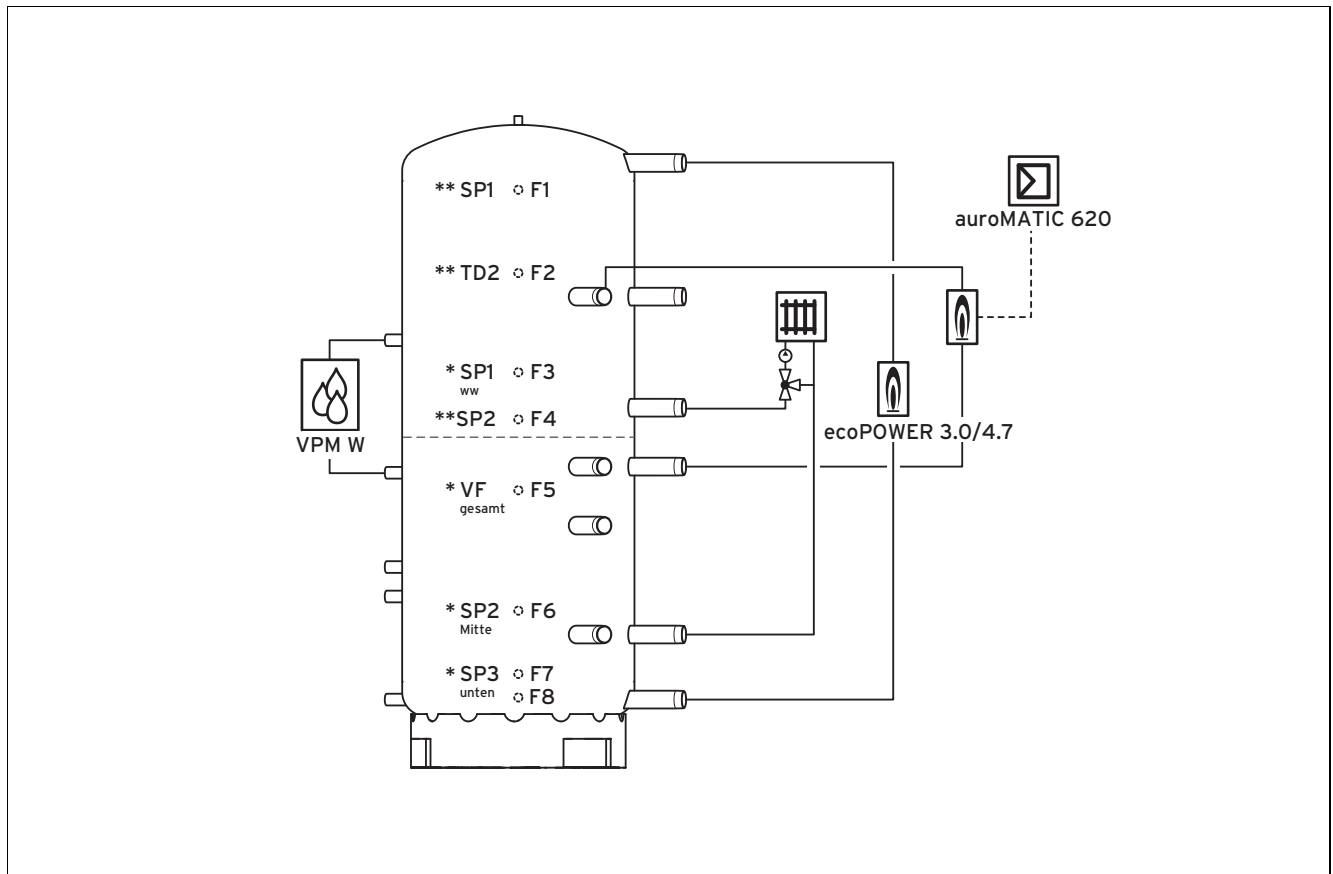 ** SP1 F1
auroMATIC 620
** TD2 F2
* SP1 F3
ww
**SP2 F4
ecoPOWER 3.0/4.7
VPM W
* VF F5
gesamt
* SP2 F6
Mitte
* SP3 F7
unten
F8